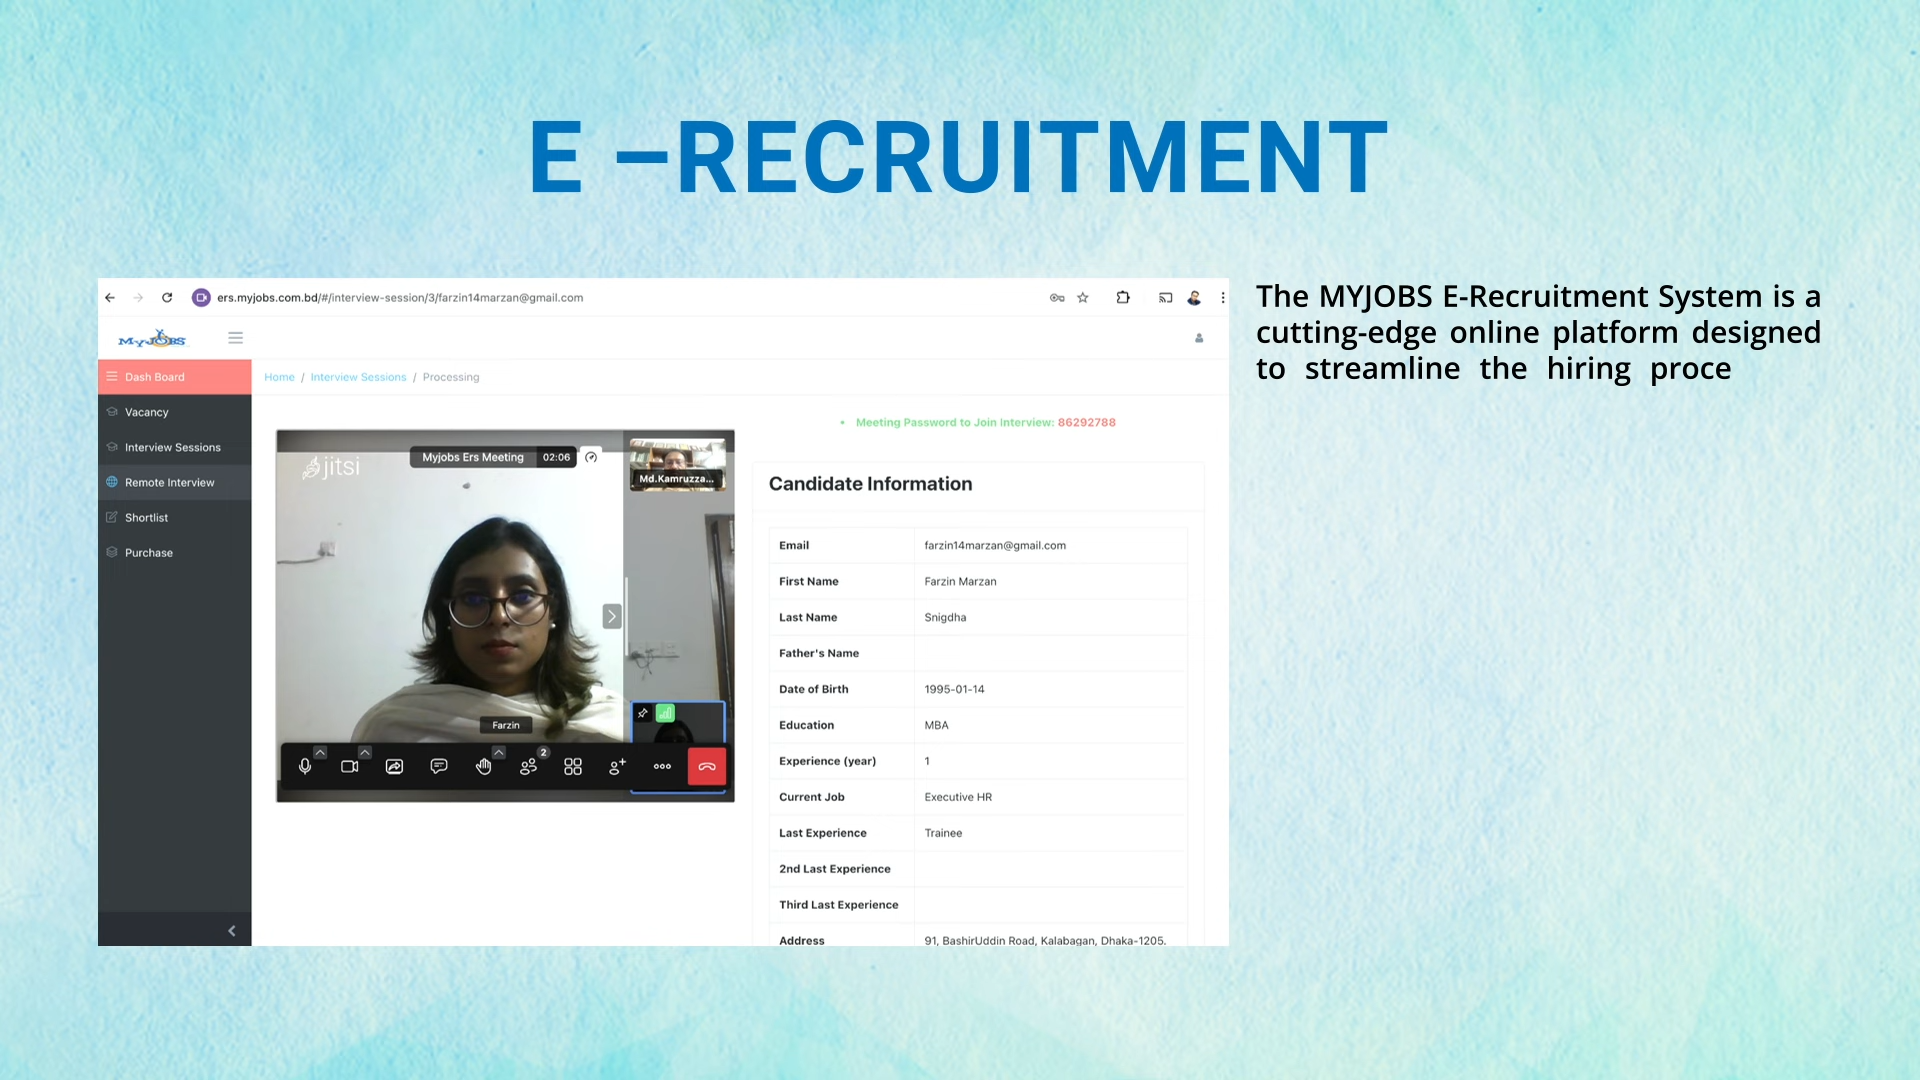 E –RECRUITMENT
ers.myjobs.com.bd/#/interview-session/3/farzin14marzan@gmail.com
MYJOBS
Dash Board
Vacancy
Interview Sessions
Remote Interview
Shortlist
Purchase
Home / Interview Sessions / Processing
jitsi
Myjobs Ers Meeting 02:06
Md.Kamruzza...
Farzin
2
• Meeting Password to Join Interview: 86292788
Candidate Information
Email farzin14marzan@gmail.com
First Name Farzin Marzan
Last Name Snigdha
Father's Name
Date of Birth 1995-01-14
Education MBA
Experience (year) 1
Current Job Executive HR
Last Experience Trainee
2nd Last Experience
Third Last Experience
Address 91, BashirUddin Road, Kalabagan, Dhaka-1205.
The MYJOBS E-Recruitment System is a
cutting-edge online platform designed
to streamline the hiring proce